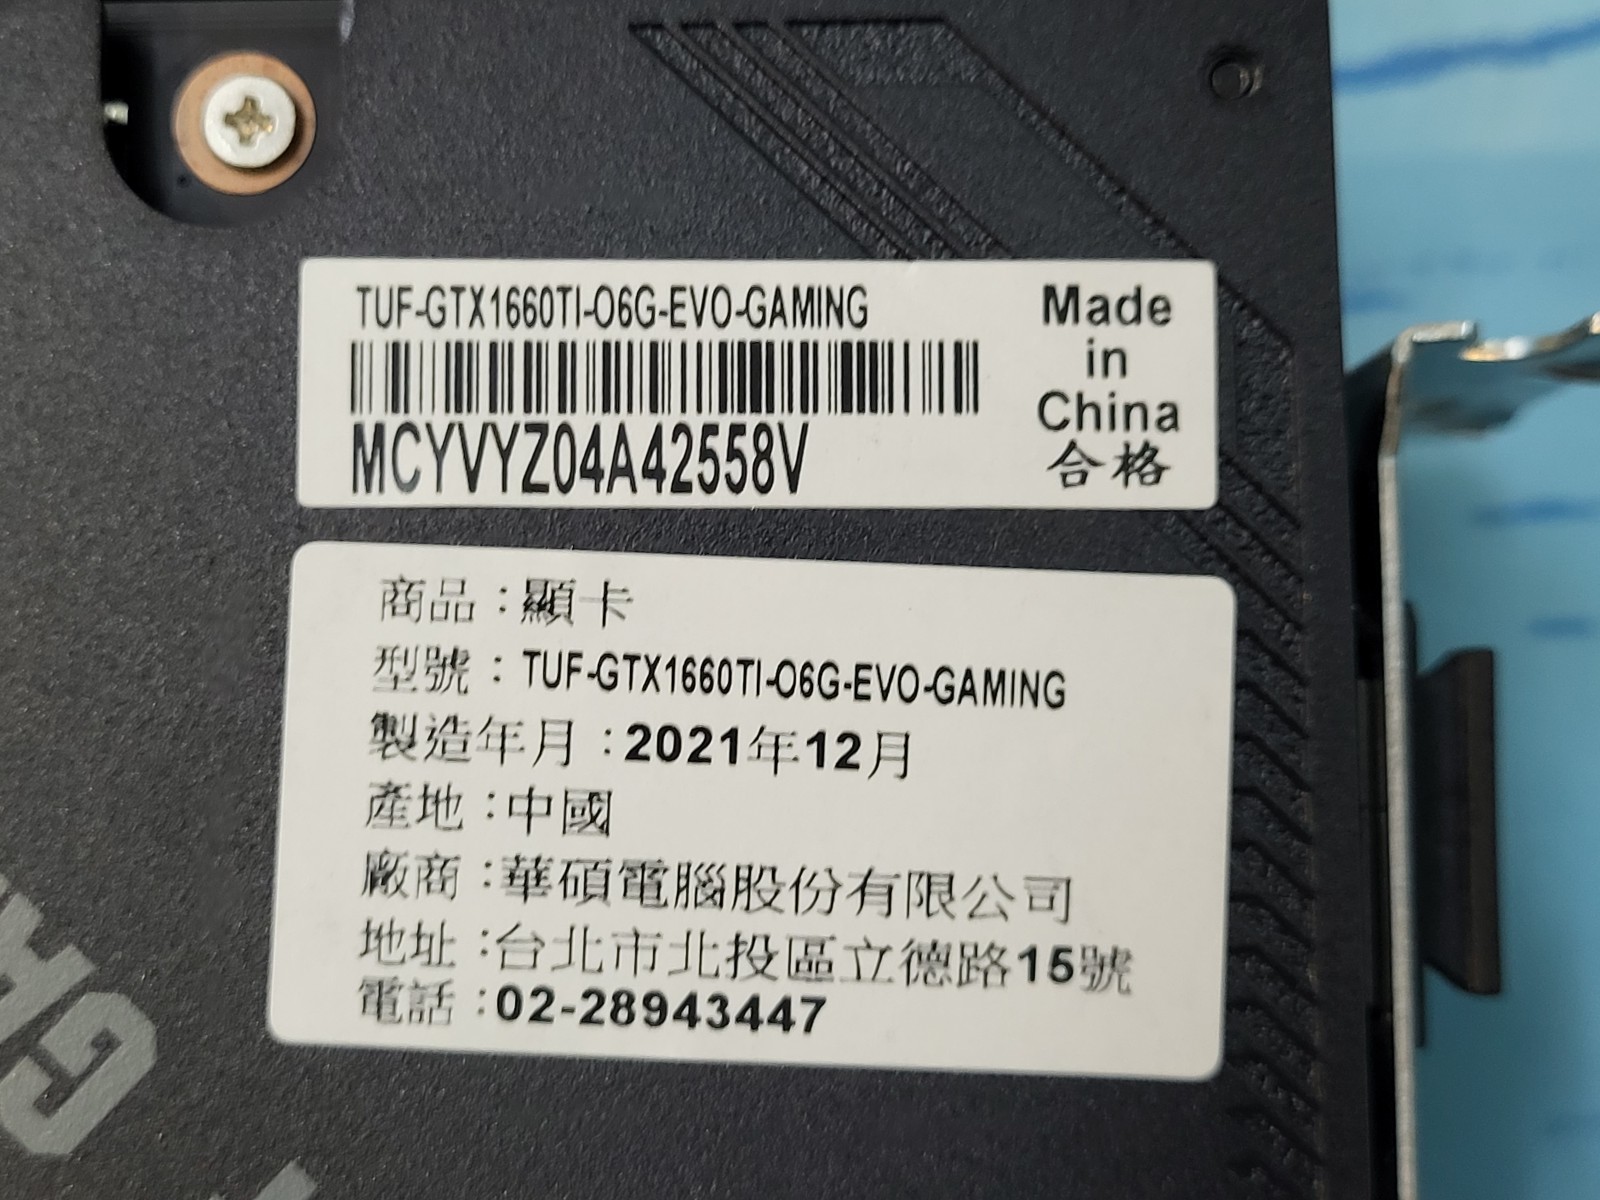 TUF-GTX1660TI-O6G-EVO-GAMING
MCYVYZ04A42558V
Made
in
China
合格
商品:顯卡
型號:TUF-GTX1660TI-O6G-EVO-GAMING
製造年月:2021年12月
產地:中國
廠商:華碩電腦股份有限公司
地址:台北市北投區立德路15號
電話:02-28943447
GA